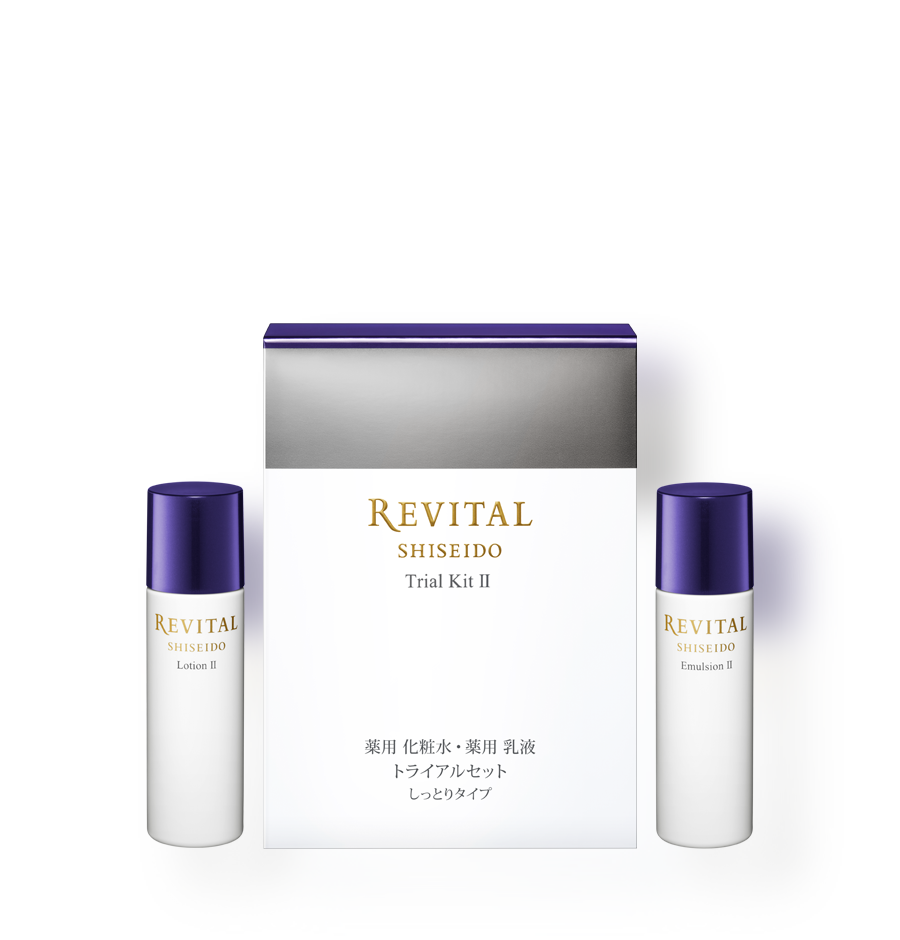 REVITAL
SHISEIDO
Trial Kit Ⅱ
薬用 化粧水・薬用 乳液
トライアルセット
しっとりタイプ
REVITAL
SHISEIDO
Lotion Ⅱ
REVITAL
SHISEIDO
Emulsion Ⅱ